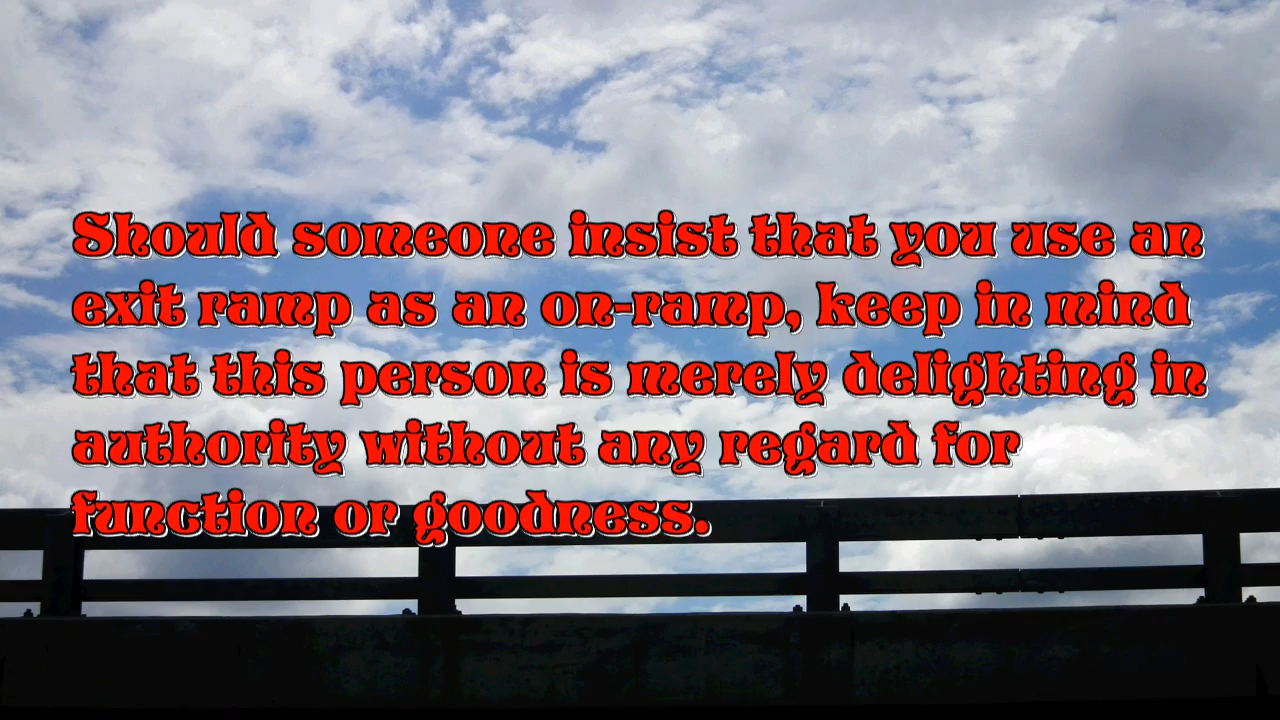 Should someone insist that you use an
exit ramp as an on-ramp, keep in mind
that this person is merely delighting in
authority without any regard for
function or goodness.